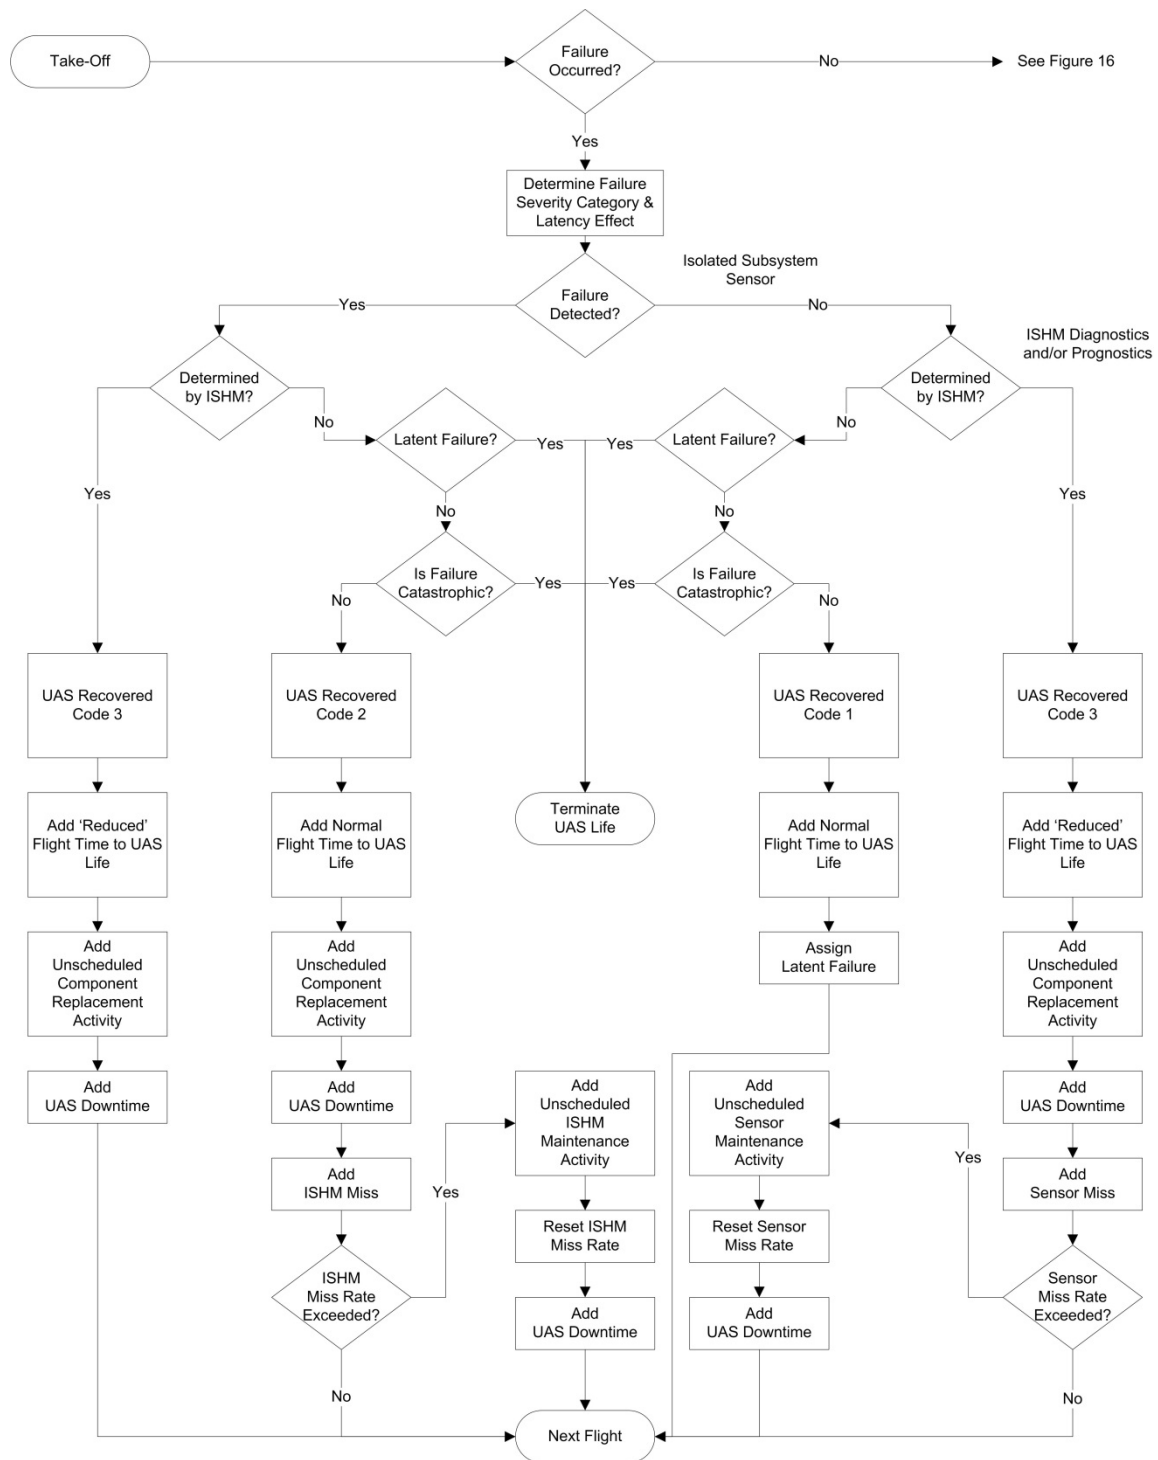 Take-Off
Failure
Occurred?
No
See Figure 16
Yes
Determine Failure
Severity Category &
Latency Effect
Isolated Subsystem
Sensor
Yes
Failure
Detected?
No
ISHM Diagnostics
and/or Prognostics
Determined
by ISHM?
Determined
by ISHM?
No
Latent Failure?
Yes
Yes
Latent Failure?
No
Yes
Yes
No
No
Is Failure
Catastrophic?
Yes
Yes
Is Failure
Catastrophic?
No
No
UAS Recovered
Code 3
UAS Recovered
Code 2
UAS Recovered
Code 1
UAS Recovered
Code 3
Add ‘Reduced’
Flight Time to UAS
Life
Add Normal
Flight Time to UAS
Life
Terminate
UAS Life
Add Normal
Flight Time to UAS
Life
Add ‘Reduced’
Flight Time to UAS
Life
Add
Unscheduled
Component
Replacement
Activity
Add
Unscheduled
Component
Replacement
Activity
Assign
Latent Failure
Add
Unscheduled
Component
Replacement
Activity
Add
UAS Downtime
Add
UAS Downtime
Add
Unscheduled
ISHM
Maintenance
Activity
Add
Unscheduled
Sensor
Maintenance
Activity
Add
UAS Downtime
Add
ISHM Miss
Yes
Yes
Add
Sensor Miss
Reset ISHM
Miss Rate
Reset Sensor
Miss Rate
ISHM
Miss Rate
Exceeded?
Add
UAS Downtime
Add
UAS Downtime
Sensor
Miss Rate
Exceeded?
No
No
Next Flight